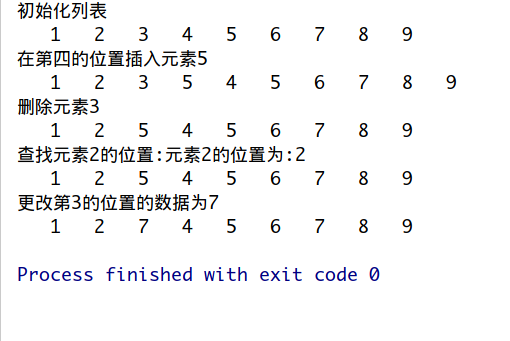 初始化列表
1 2 3 4 5 6 7 8 9
在第四的位置插入元素5
1 2 3 5 4 5 6 7 8 9
删除元素3
1 2 5 4 5 6 7 8 9
查找元素2的位置:元素2的位置为:2
1 2 5 4 5 6 7 8 9
更改第3的位置的数据为7
1 2 7 4 5 6 7 8 9
Process finished with exit code 0